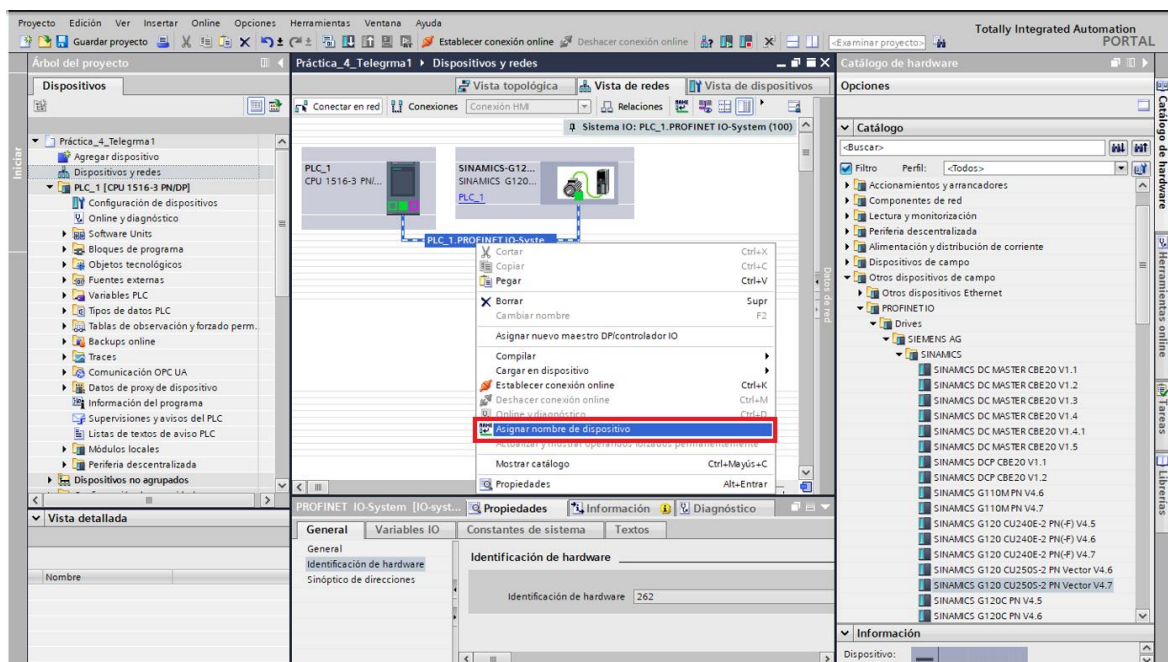 Proyecto Edición Ver Insertar Online Opciones Herramientas Ventana Ayuda
Guardar proyecto Establecer conexión online Deshacer conexión online <Examinar proyecto>
Totally Integrated Automation
PORTAL
Iniciar
Árbol del proyecto
Dispositivos
Práctica_4_Telegrma1
Agregar dispositivo
Dispositivos y redes
PLC_1 [CPU 1516-3 PN/DP]
Configuración de dispositivos
Online y diagnóstico
Software Units
Bloques de programa
Objetos tecnológicos
Fuentes externas
Variables PLC
Tipos de datos PLC
Tablas de observación y forzado perm..
Backups online
Traces
Comunicación OPC UA
Datos de proxy de dispositivo
Información del programa
Supervisiones y avisos del PLC
Listas de textos de aviso PLC
Módulos locales
Periferia descentralizada
Dispositivos no agrupados
Vista detallada
Nombre
Práctica_4_Telegrma1 Dispositivos y redes
Vista topológica Vista de redes Vista de dispositivos
Conectar en red Conexiones Conexión HMI Relaciones
Sistema IO: PLC_1.PROFINET IO-System (100)
PLC_1
CPU 1516-3 PN/...
SINAMICS-G12...
SINAMICS G120...
PLC_1
PLC_1.PROFINET IO-Syste...
Cortar Ctrl+X
Copiar Ctrl+C
Pegar Ctrl+V
Borrar Supr
Cambiar nombre F2
Asignar nuevo maestro DP/controlador IO
Compilar
Cargar en dispositivo
Establecer conexión online Ctrl+K
Deshacer conexión online Ctrl+M
Online y diagnóstico Ctrl+D
Asignar nombre de dispositivo
Actualizar y mostrar operandos forzados permanentemente
Mostrar catálogo Ctrl+Mayús+C
Propiedades Alt+Entrar
Datos de red
PROFINET IO-System [IO-syst... Propiedades Información Diagnóstico
General Variables IO Constantes de sistema Textos
General
Identificación de hardware
Sinóptico de direcciones
Identificación de hardware
Identificación de hardware 262
Catálogo de hardware
Opciones
Catálogo
<Buscar>
Filtro Perfil: <Todos>
Accionamientos y arrancadores
Componentes de red
Lectura y monitorización
Periferia descentralizada
Alimentación y distribución de corriente
Dispositivos de campo
Otros dispositivos de campo
Otros dispositivos Ethernet
PROFINET IO
Drives
SIEMENS AG
SINAMICS
SINAMICS DC MASTER CBE20 V1.1
SINAMICS DC MASTER CBE20 V1.2
SINAMICS DC MASTER CBE20 V1.3
SINAMICS DC MASTER CBE20 V1.4
SINAMICS DC MASTER CBE20 V1.4.1
SINAMICS DC MASTER CBE20 V1.5
SINAMICS DCP CBE20 V1.1
SINAMICS DCP CBE20 V1.2
SINAMICS G110M PN V4.6
SINAMICS G110M PN V4.7
SINAMICS G120 CU240E-2 PN(-F) V4.5
SINAMICS G120 CU240E-2 PN(-F) V4.6
SINAMICS G120 CU240E-2 PN(-F) V4.7
SINAMICS G120 CU250S-2 PN Vector V4.6
SINAMICS G120 CU250S-2 PN Vector V4.7
SINAMICS G120C PN V4.5
SINAMICS G120C PN V4.6
Información
Dispositivo:
Catálogo de hardware
Herramientas online
Tareas
Librerías